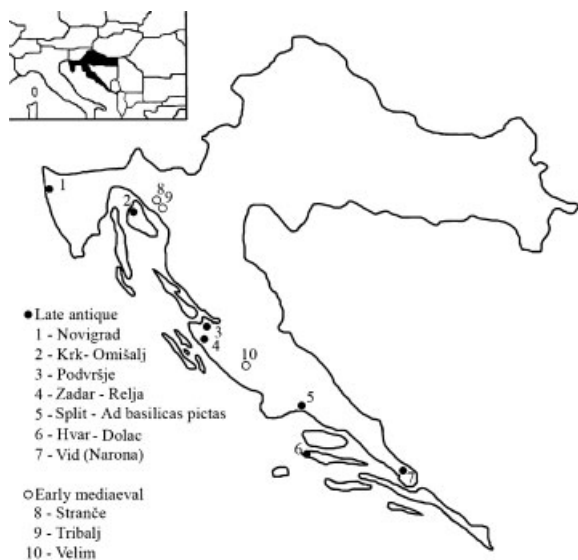 0
1
8
9
2
3
4
10
5
6
7
● Late antique
1 - Novigrad
2 - Krk- Omišalj
3 - Podvršje
4 - Zadar - Relja
5 - Split - Ad basilicas pictas
6 - Hvar - Dolac
7 - Vid (Narona)
○ Early mediaeval
8 - Stranče
9 - Tribalj
10 - Velim